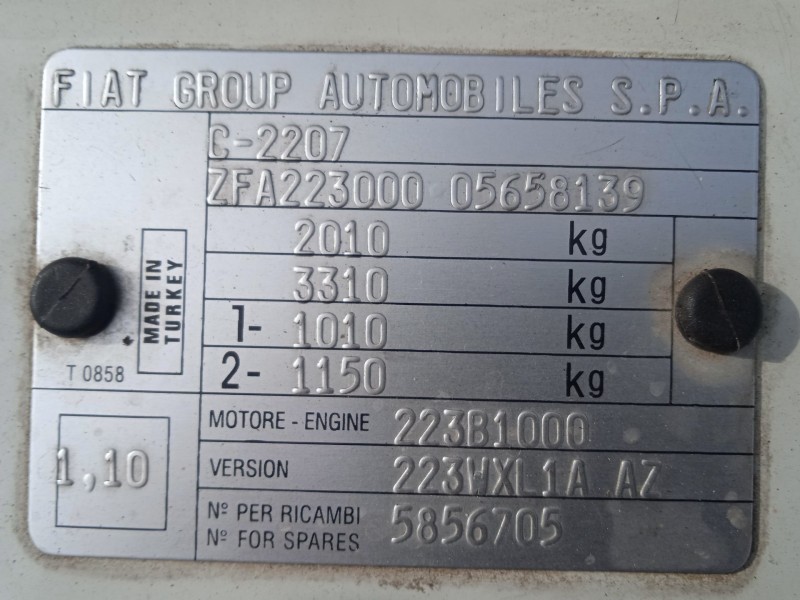 FIAT GROUP AUTOMOBILES S.P.A.
C-2207
ZFA223000 05658139
2010 kg
3310 kg
1- 1010 kg
2- 1150 kg
MADE IN
TURKEY
T 0858
1,10
MOTORE - ENGINE 223B1000
VERSION 223WXL1A AZ
Nº PER RICAMBI
Nº FOR SPARES 5856705